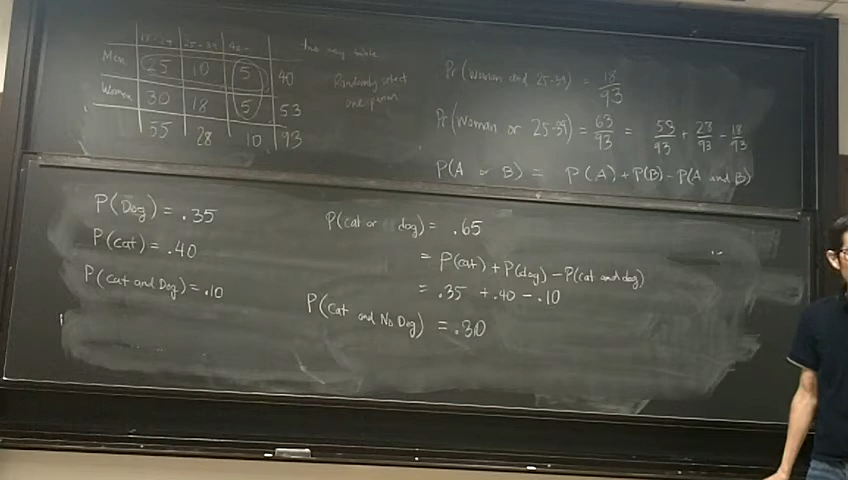 18-24 25-39 40+
Men 25 10 5 40
Women 30 18 5 53
55 28 10 93
two way table
Randomly select
one person
Pr(Woman and 25-39) = 18/93
Pr(Woman or 25-39) = 63/93 = 53/93 + 28/93 - 18/93
P(A or B) = P(A) + P(B) - P(A and B)
P(Dog) = .35
P(cat) = .40
P(cat and Dog) = .10
P(cat or dog) = .65
= P(cat) + P(dog) - P(cat and dog)
= .35 + .40 - .10
P(cat and No Dog) = .30